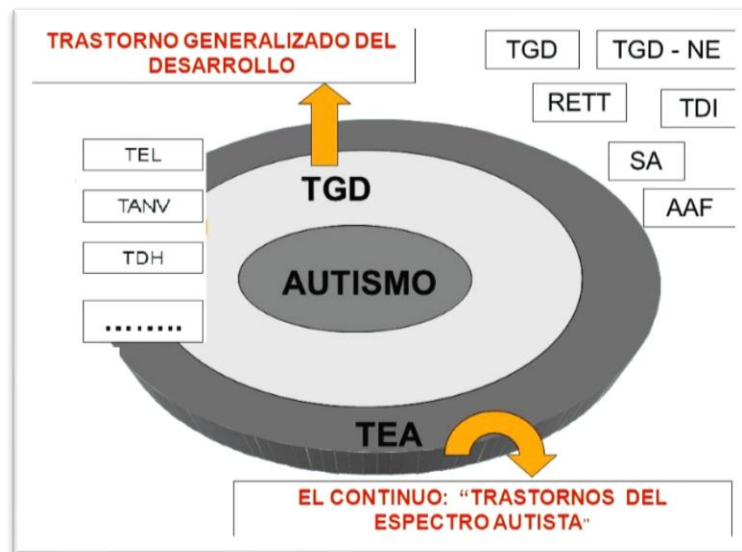 TRASTORNO GENERALIZADO DEL
DESARROLLO
TGD
TGD - NE
RETT
TDI
SA
AAF
TEL
TANV
TDH
........
TGD
AUTISMO
TEA
EL CONTINUO: “TRASTORNOS DEL
ESPECTRO AUTISTA”